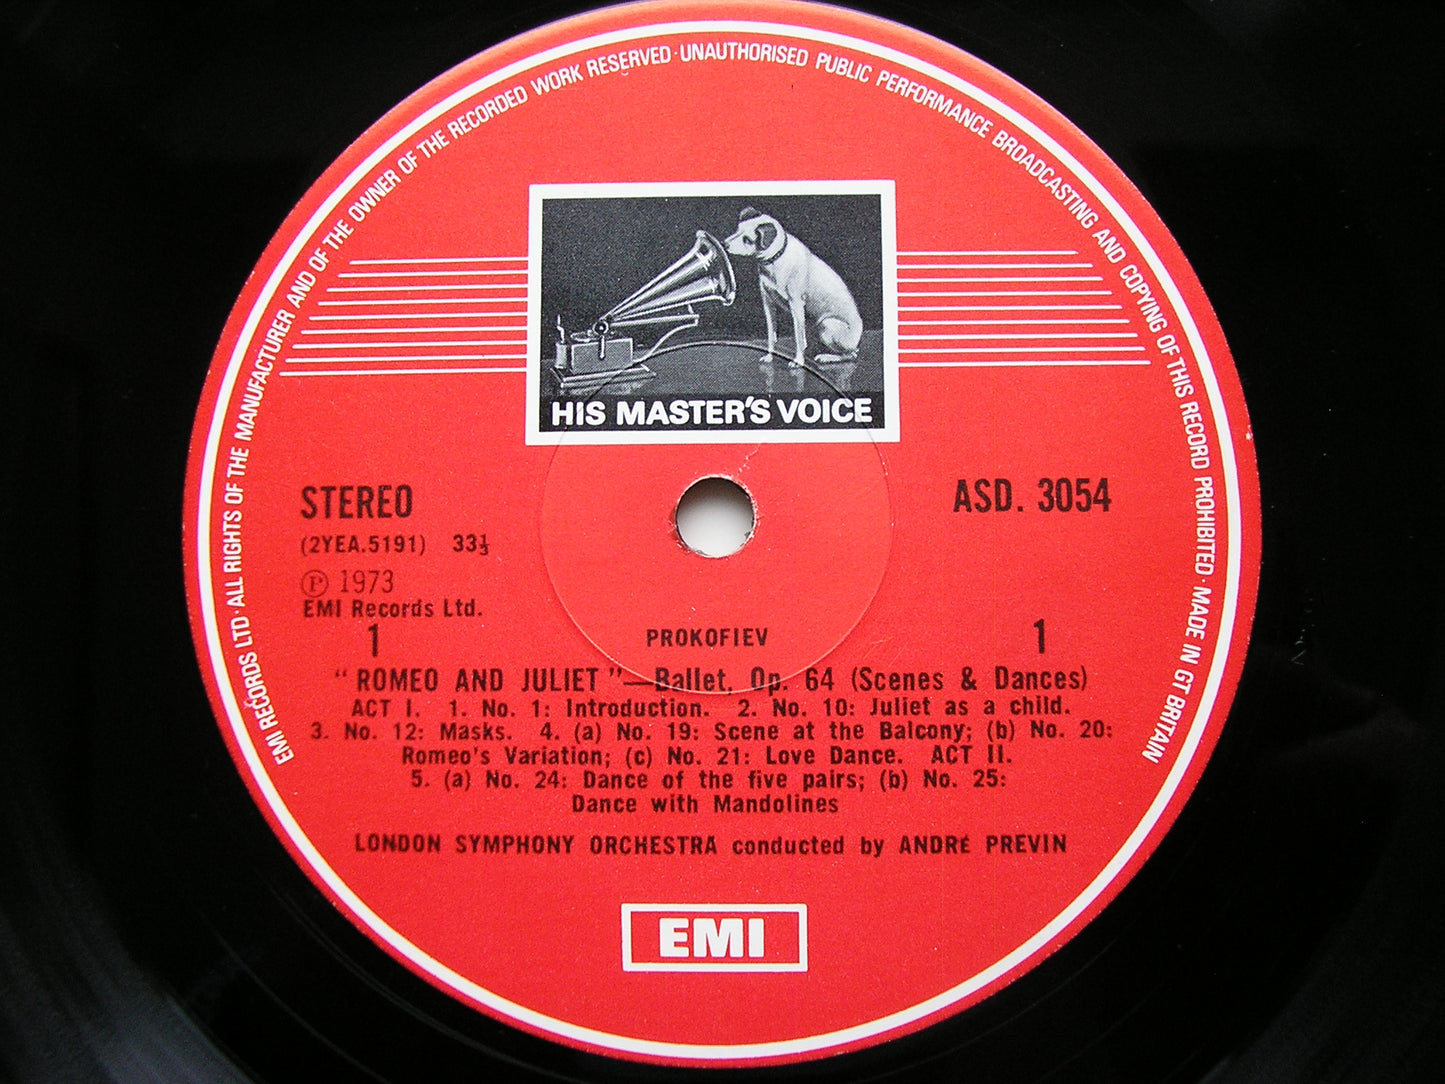 EMI RECORDS LTD · ALL RIGHTS OF THE MANUFACTURER AND OF THE OWNER OF THE RECORDED WORK RESERVED · UNAUTHORISED PUBLIC PERFORMANCE BROADCASTING AND COPYING OF THIS RECORD PROHIBITED · MADE IN GT BRITAIN
HIS MASTER'S VOICE
STEREO
ASD. 3054
(2YEA.5191) 33⅓
℗ 1973
EMI Records Ltd.
1 PROKOFIEV 1
"ROMEO AND JULIET"—Ballet, Op. 64 (Scenes & Dances)
ACT I. 1. No. 1: Introduction. 2. No. 10: Juliet as a child.
3. No. 12: Masks. 4. (a) No. 19: Scene at the Balcony; (b) No. 20:
Romeo's Variation; (c) No. 21: Love Dance. ACT II.
5. (a) No. 24: Dance of the five pairs; (b) No. 25:
Dance with Mandolines
LONDON SYMPHONY ORCHESTRA conducted by ANDRÉ PREVIN
EMI